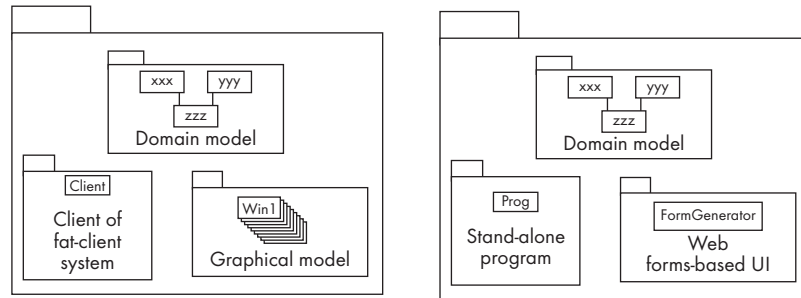 xxx
yyy
zzz
Domain model
Client
Client of
fat-client
system
Win1
Graphical model
xxx
yyy
zzz
Domain model
Prog
Stand-alone
program
FormGenerator
Web
forms-based UI